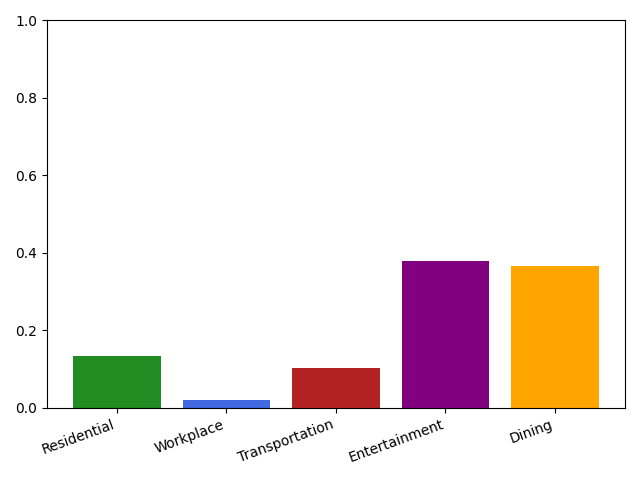 1.0
0.8
0.6
0.4
0.2
0.0
Residential
Workplace
Transportation
Entertainment
Dining